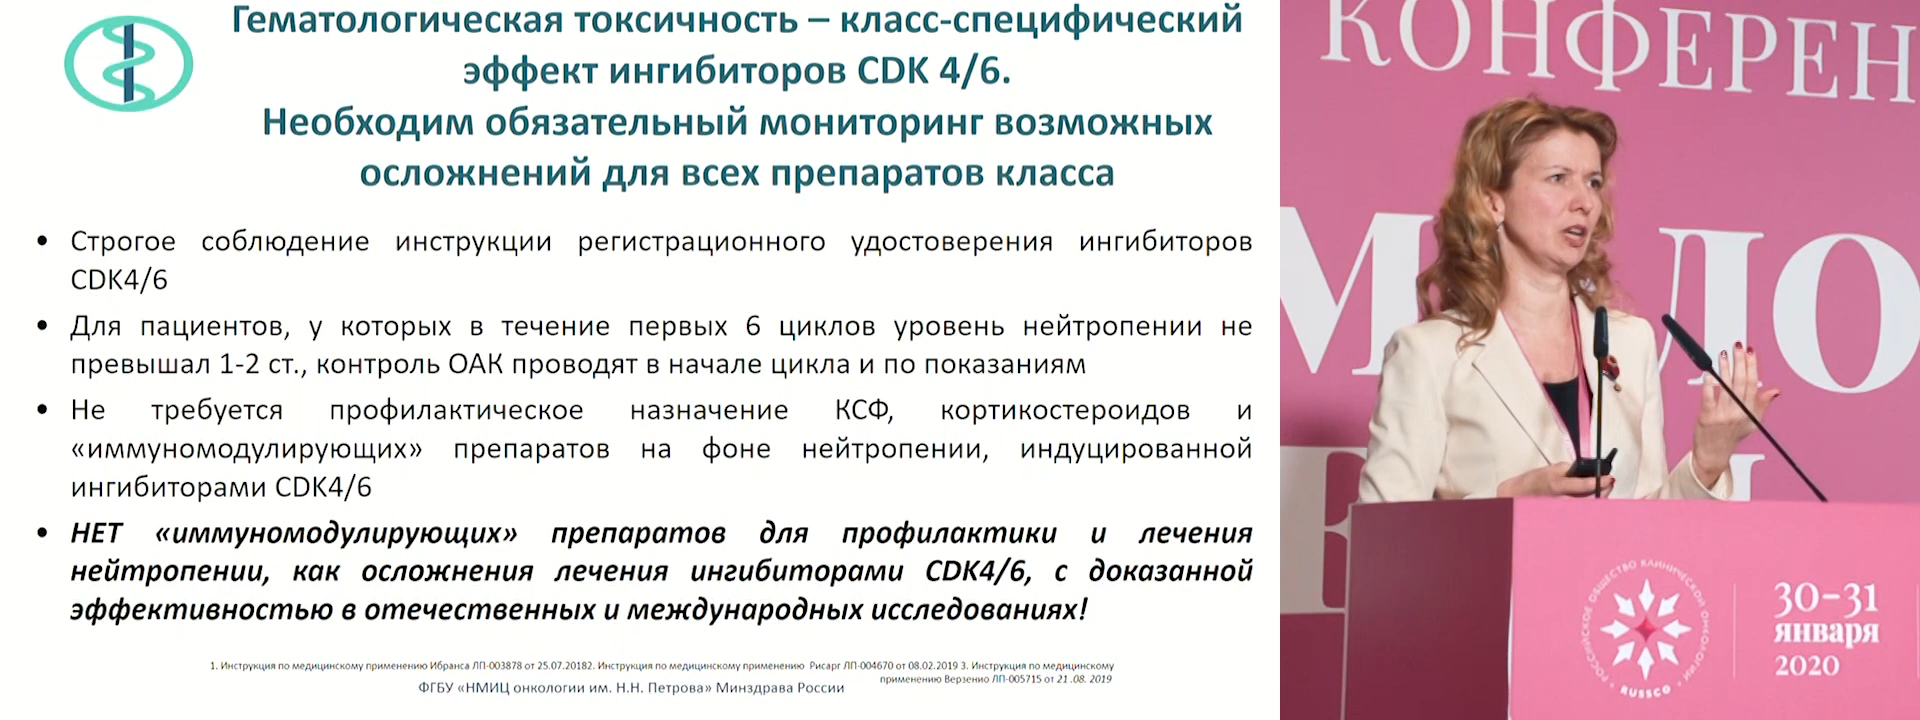 Гематологическая токсичность – класс-специфический
эффект ингибиторов CDK 4/6.
Необходим обязательный мониторинг возможных
осложнений для всех препаратов класса
• Строгое соблюдение инструкции регистрационного удостоверения ингибиторов
CDK4/6
• Для пациентов, у которых в течение первых 6 циклов уровень нейтропении не
превышал 1-2 ст., контроль ОАК проводят в начале цикла и по показаниям
• Не требуется профилактическое назначение КСФ, кортикостероидов и
«иммуномодулирующих» препаратов на фоне нейтропении, индуцированной
ингибиторами CDK4/6
• НЕТ «иммуномодулирующих» препаратов для профилактики и лечения
нейтропении, как осложнения лечения ингибиторами CDK4/6, с доказанной
эффективностью в отечественных и международных исследованиях!
1. Инструкция по медицинскому применению Ибранса ЛП-003878 от 25.07.20182. Инструкция по медицинскому применению Рисарг ЛП-004670 от 08.02.2019 3. Инструкция по медицинскому
применению Верзенио ЛП-005715 от 21.08. 2019
ФГБУ «НМИЦ онкологии им. Н.Н. Петрова» Минздрава России
КОНФЕРЕН
РОССИЙСКОЕ ОБЩЕСТВО КЛИНИЧЕСКОЙ ОНКОЛОГИИ
RUSSCO
30-31
января
2020